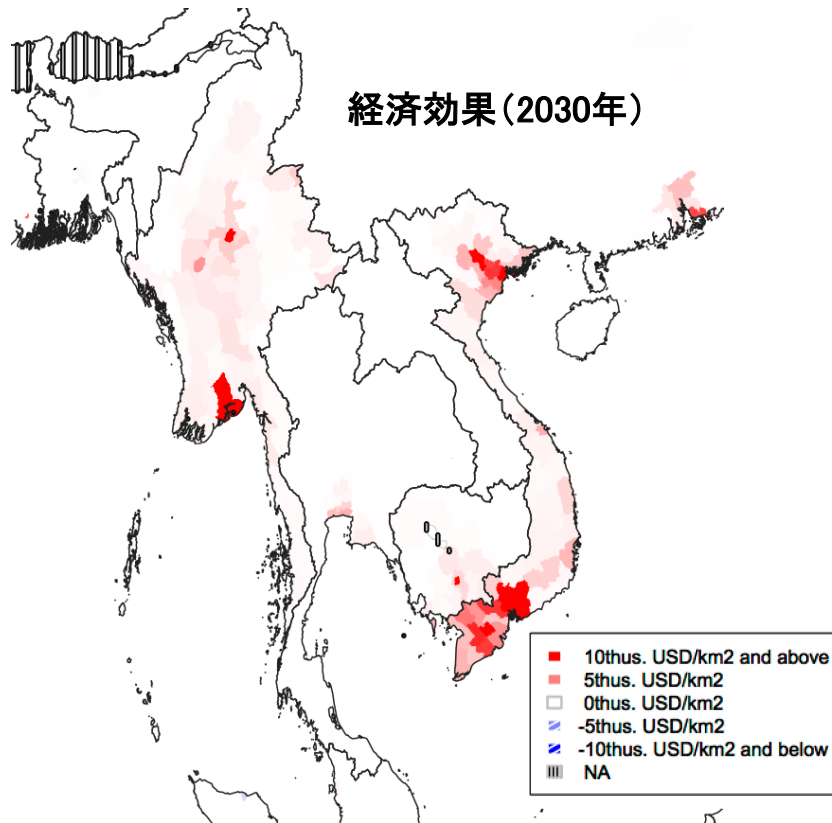 経済効果（2030年）
10thus. USD/km2 and above
5thus. USD/km2
0thus. USD/km2
-5thus. USD/km2
-10thus. USD/km2 and below
NA